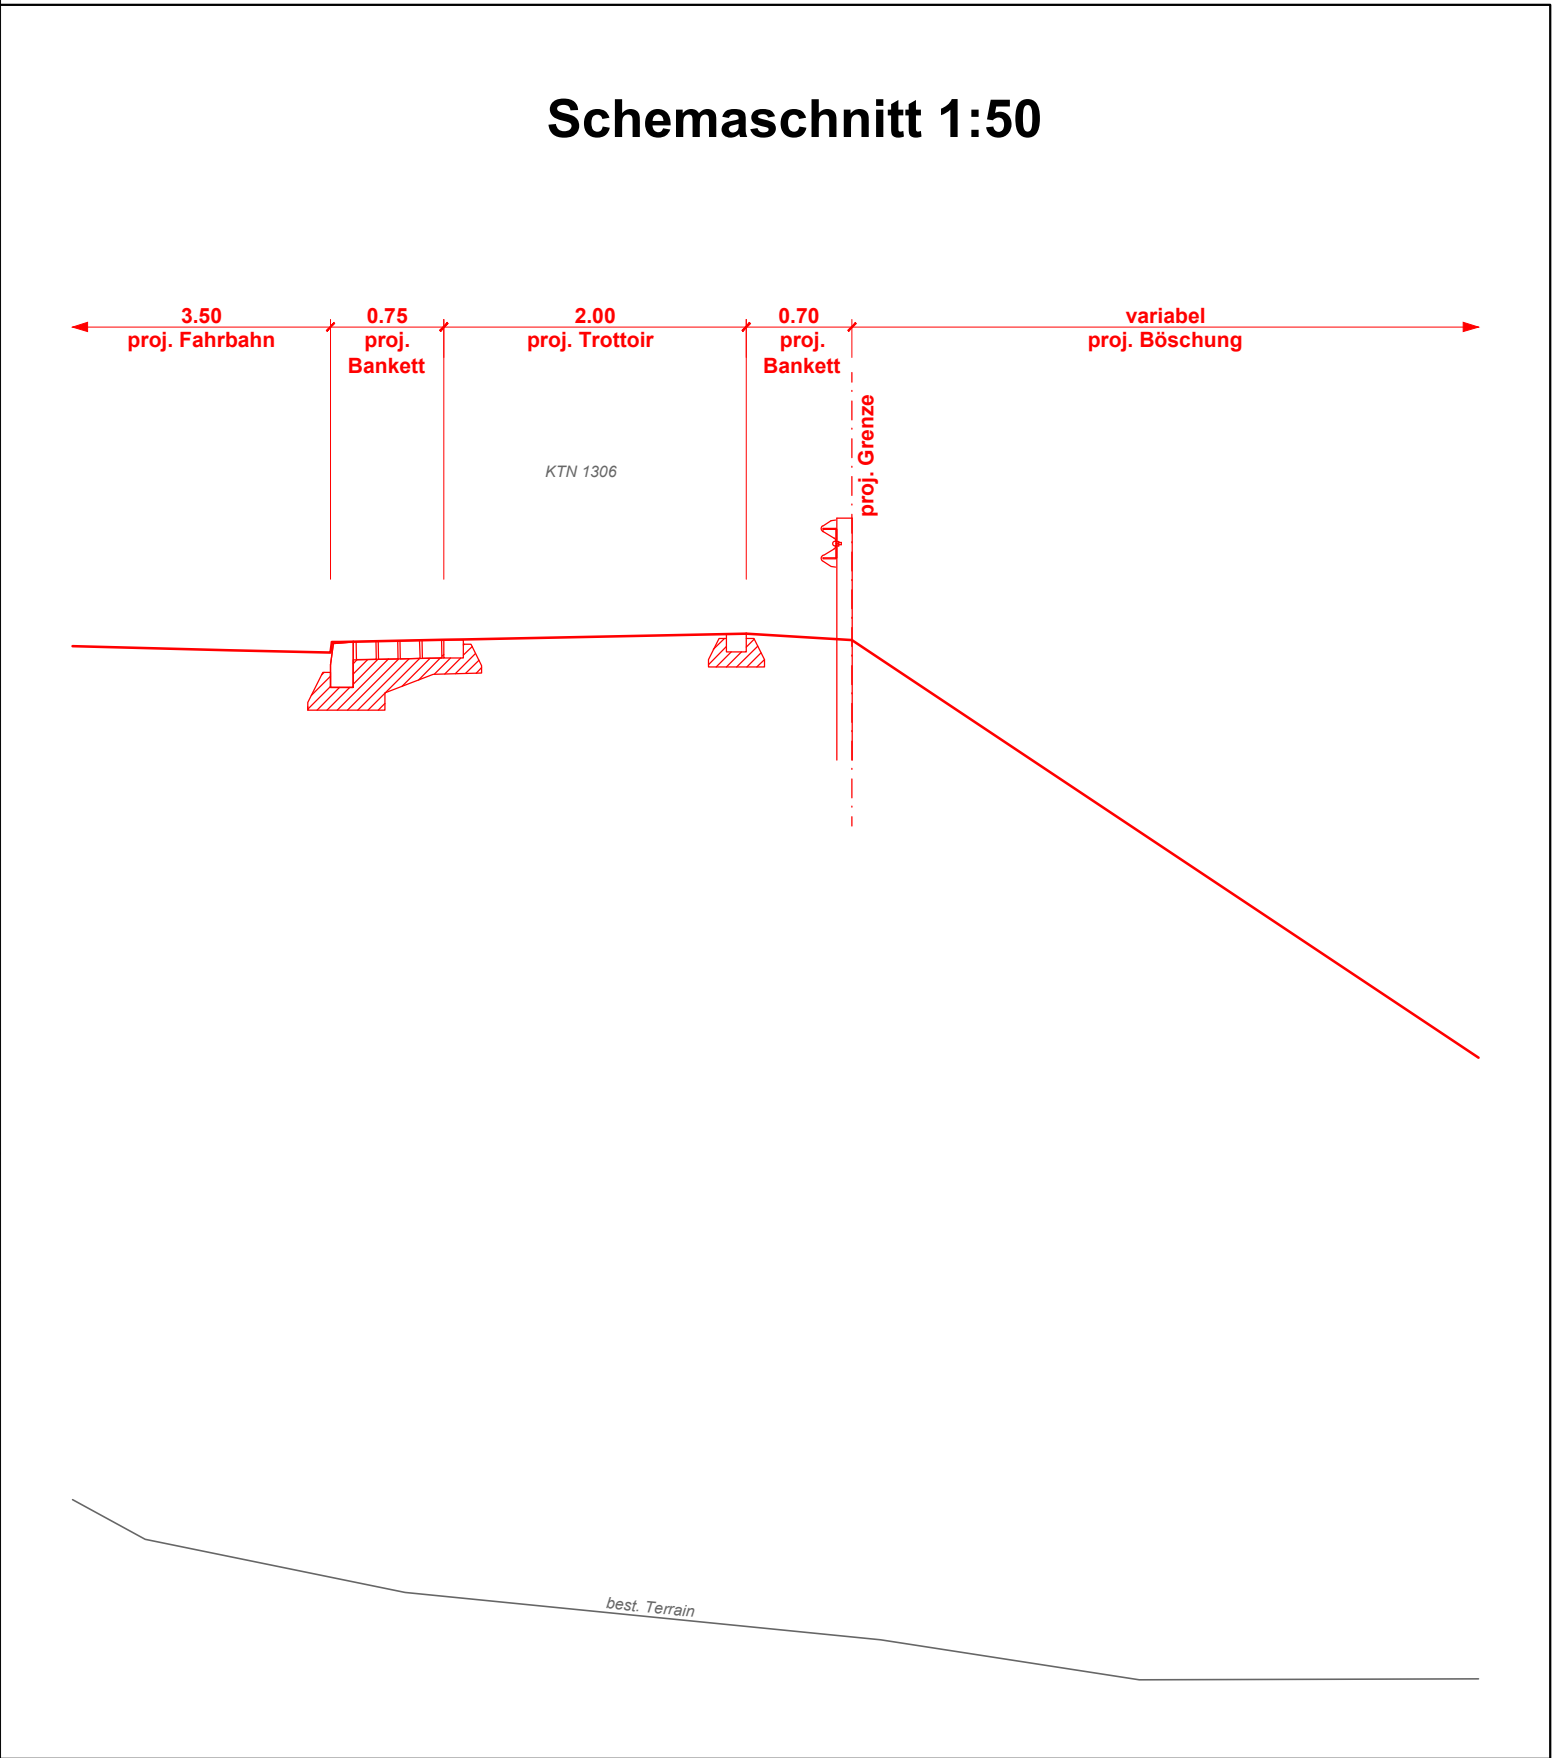 Schemaschnitt 1:50
3.50
proj. Fahrbahn
0.75
proj.
Bankett
2.00
proj. Trottoir
0.70
proj.
Bankett
variabel
proj. Böschung
proj. Grenze
KTN 1306
best. Terrain